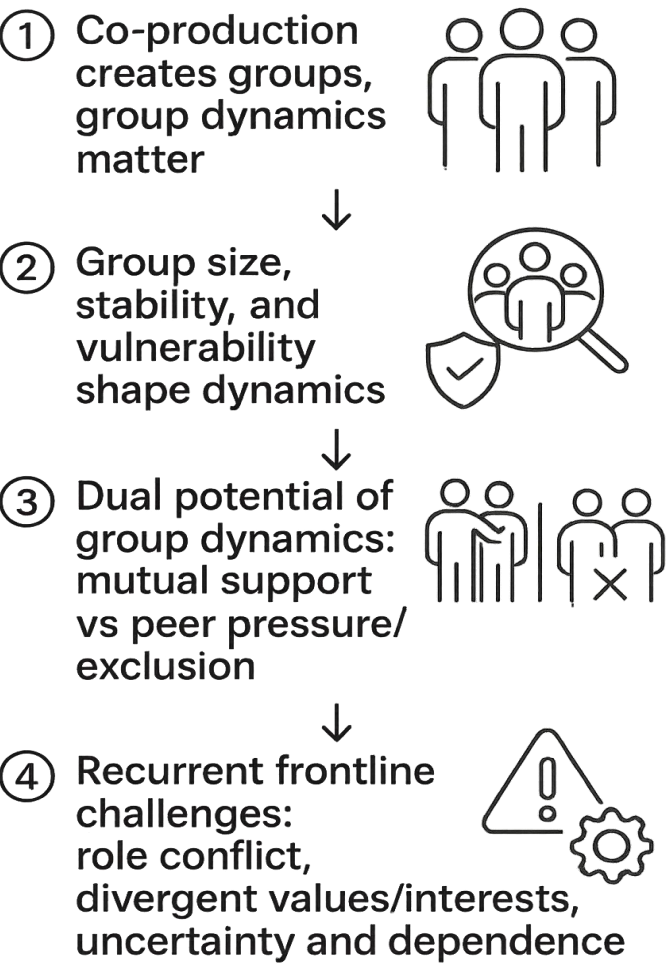 1 Co-production
creates groups,
group dynamics
matter
2 Group size,
stability, and
vulnerability
shape dynamics
3 Dual potential of
group dynamics:
mutual support
vs peer pressure/
exclusion
4 Recurrent frontline
challenges:
role conflict,
divergent values/interests,
uncertainty and dependence